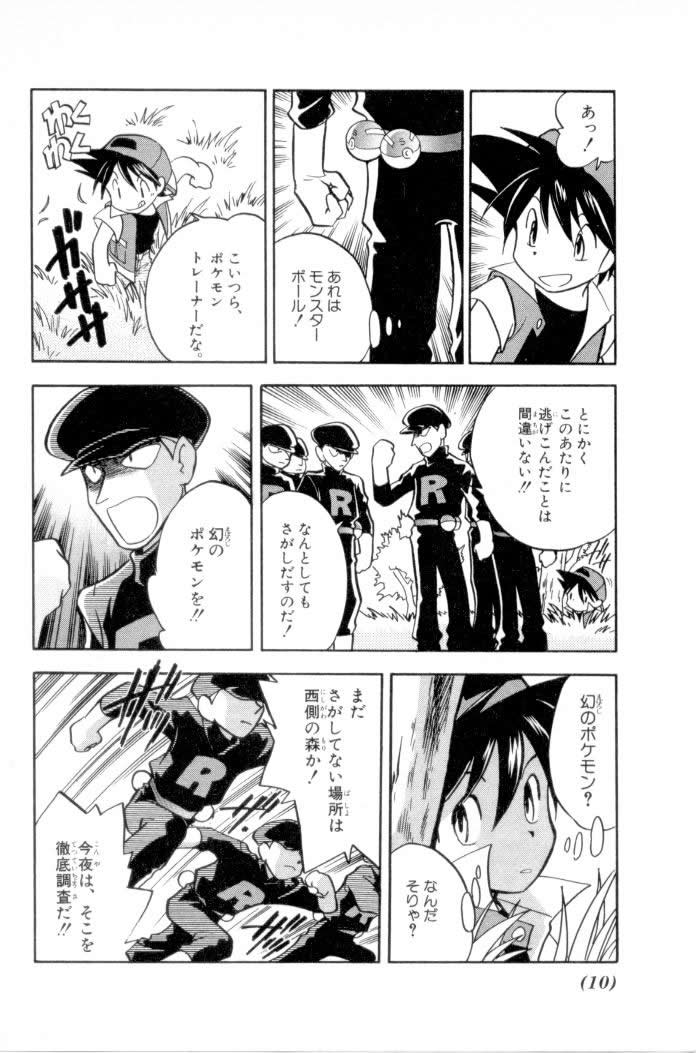 あっ！
あれは
モンスター
ボール！
こいつら、
ポケモン
トレーナーだな。
わくわく
ガサガサ
とにかく
このあたりに
逃げこんだことは
間違いない!!
なんとしても
さがしだすのだ！
R
幻の
ポケモンを!!
R
幻のポケモン？
なんだ
そりゃ？
まだ
さがしてない場所は
西側の森か！
今夜は、そこを
徹底調査だ!!
R
R
(10)